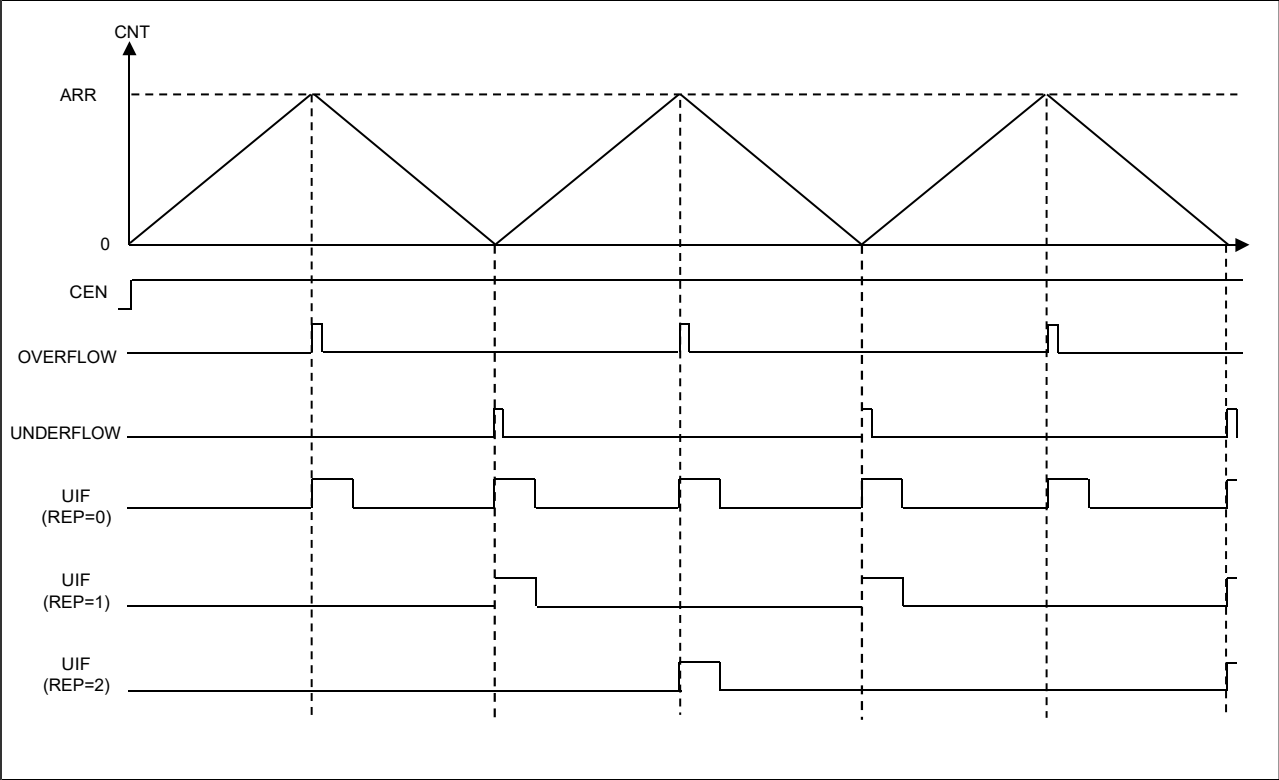 CNT
ARR
0
CEN
OVERFLOW
UNDERFLOW
UIF
(REP=0)
UIF
(REP=1)
UIF
(REP=2)